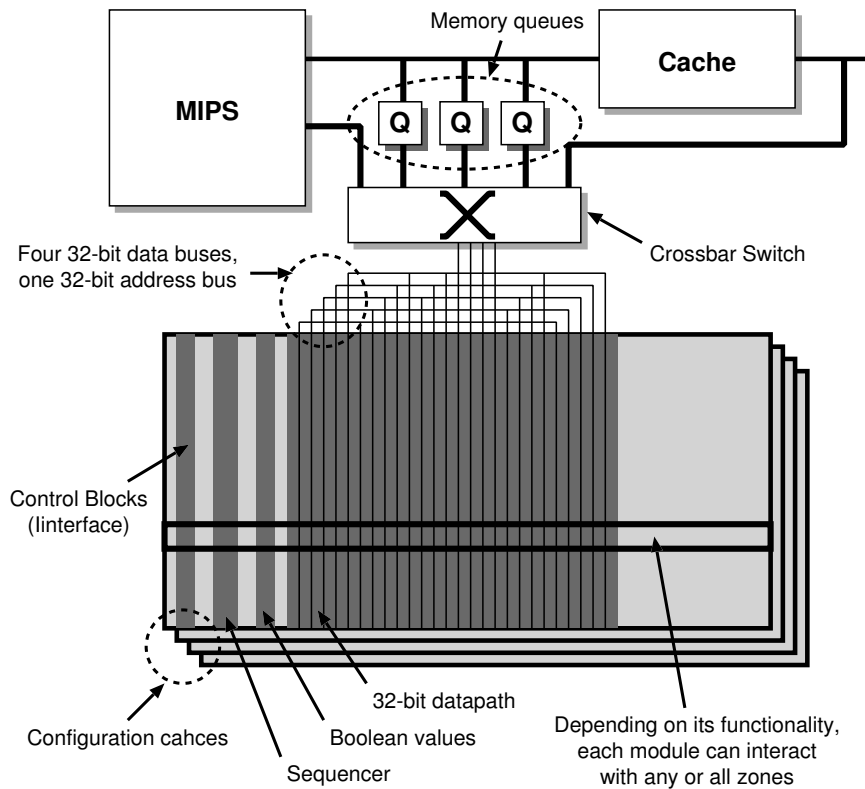 Memory queues
MIPS
Cache
Q
Q
Q
Crossbar Switch
Four 32-bit data buses,
one 32-bit address bus
Control Blocks
(Iinterface)
32-bit datapath
Configuration cahces
Boolean values
Sequencer
Depending on its functionality,
each module can interact
with any or all zones